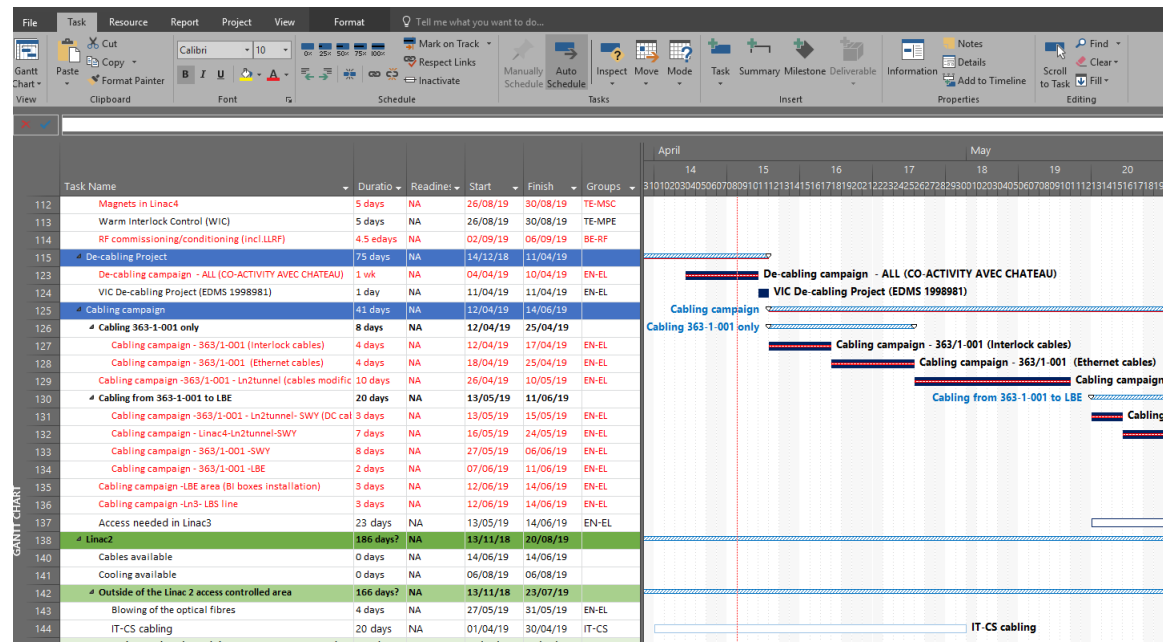 File Task Resource Report Project View Format Tell me what you want to do...
Gantt Chart
View
Paste
Cut
Copy
Format Painter
Clipboard
Calibri 10
B I U A
Font
0× 25× 50× 75× 100×
Mark on Track
Respect Links
Inactivate
Schedule
Manually Schedule
Auto Schedule
Inspect Move Mode
Tasks
Task Summary Milestone Deliverable
Insert
Information
Notes
Details
Add to Timeline
Properties
Scroll to Task
Find
Clear
Fill
Editing
Task Name Duratio Readines Start Finish Groups
April May
14 15 16 17 18 19 20
3101020304050607080910111213141516171819202122232425262728293001020304050607080910111213141516171819
112 Magnets in Linac4 5 days NA 26/08/19 30/08/19 TE-MSC
113 Warm Interlock Control (WIC) 5 days NA 26/08/19 30/08/19 TE-MPE
114 RF commissioning/conditioning (incl.LLRF) 4.5 edays NA 02/09/19 06/09/19 BE-RF
115 De-cabling Project 75 days NA 14/12/18 11/04/19
123 De-cabling campaign - ALL (CO-ACTIVITY AVEC CHATEAU) 1 wk NA 04/04/19 10/04/19 EN-EL De-cabling campaign - ALL (CO-ACTIVITY AVEC CHATEAU)
124 VIC De-cabling Project (EDMS 1998981) 1 day NA 11/04/19 11/04/19 EN-EL VIC De-cabling Project (EDMS 1998981)
125 Cabling campaign 41 days NA 12/04/19 14/06/19 Cabling campaign
126 Cabling 363-1-001 only 8 days NA 12/04/19 25/04/19 Cabling 363-1-001 only
127 Cabling campaign - 363/1-001 (Interlock cables) 4 days NA 12/04/19 17/04/19 EN-EL Cabling campaign - 363/1-001 (Interlock cables)
128 Cabling campaign - 363/1-001 (Ethernet cables) 4 days NA 18/04/19 25/04/19 EN-EL Cabling campaign - 363/1-001 (Ethernet cables)
129 Cabling campaign -363/1-001 - Ln2tunnel (cables modific 10 days NA 26/04/19 10/05/19 EN-EL Cabling campaign
130 Cabling from 363-1-001 to LBE 20 days NA 13/05/19 11/06/19 Cabling from 363-1-001 to LBE
131 Cabling campaign -363/1-001 - Ln2tunnel- SWY (DC cal 3 days NA 13/05/19 15/05/19 EN-EL Cabling
132 Cabling campaign - Linac4-Ln2tunnel-SWY 7 days NA 16/05/19 24/05/19 EN-EL
133 Cabling campaign - 363/1-001 -SWY 8 days NA 27/05/19 06/06/19 EN-EL
134 Cabling campaign - 363/1-001 -LBE 2 days NA 07/06/19 11/06/19 EN-EL
135 Cabling campaign -LBE area (BI boxes installation) 3 days NA 12/06/19 14/06/19 EN-EL
136 Cabling campaign -Ln3- LBS line 3 days NA 12/06/19 14/06/19 EN-EL
137 Access needed in Linac3 23 days NA 13/05/19 14/06/19 EN-EL
138 Linac2 186 days? NA 13/11/18 20/08/19
140 Cables available 0 days NA 14/06/19 14/06/19
141 Cooling available 0 days NA 06/08/19 06/08/19
142 Outside of the Linac 2 access controlled area 166 days? NA 13/11/18 23/07/19
143 Blowing of the optical fibres 4 days NA 27/05/19 31/05/19 EN-EL
144 IT-CS cabling 20 days NA 01/04/19 30/04/19 IT-CS IT-CS cabling
GANTT CHART